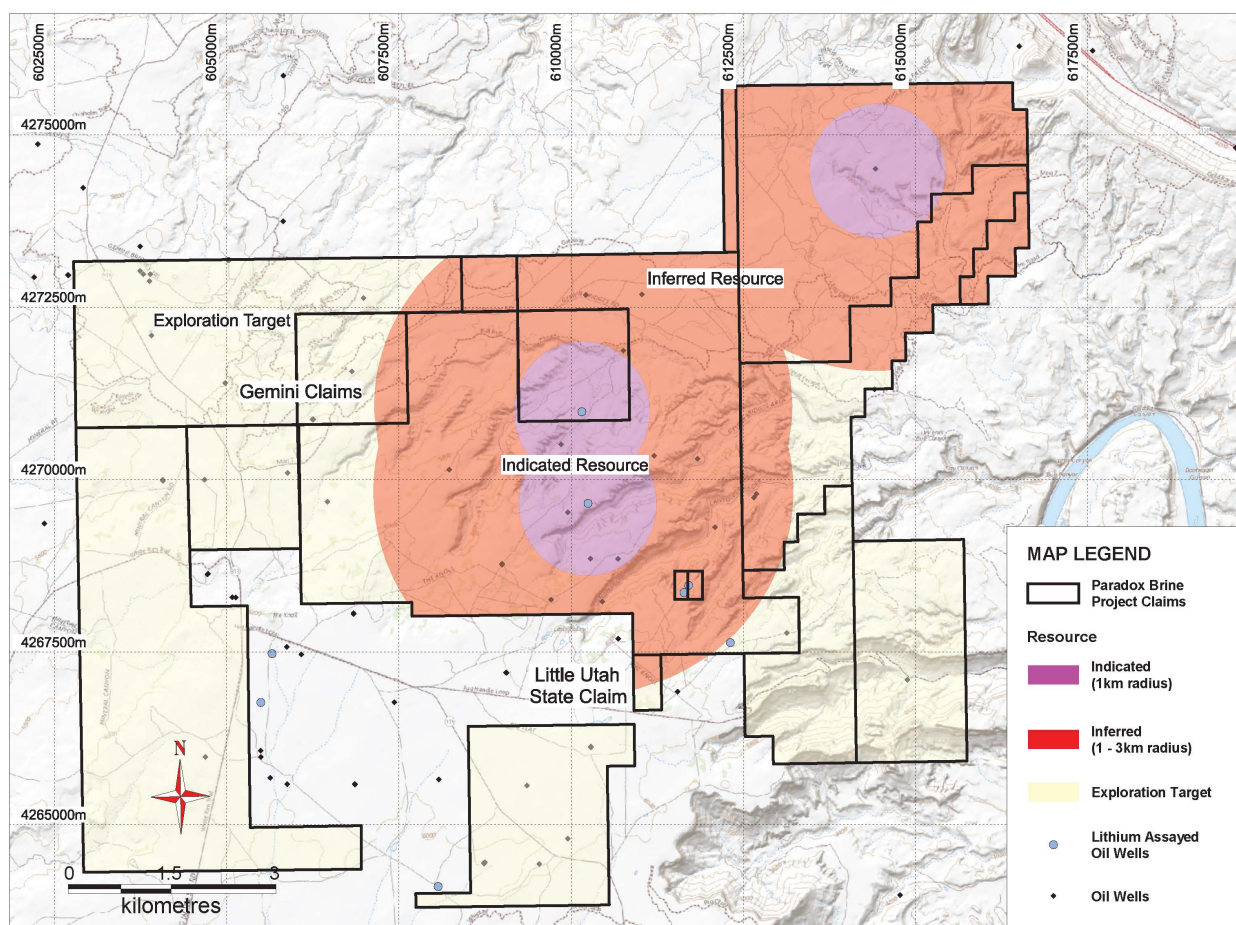 602500m
605000m
607500m
610000m
612500m
615000m
617500m
4275000m
4272500m
4270000m
4267500m
4265000m
Inferred Resource
Exploration Target
Gemini Claims
Indicated Resource
Little Utah
State Claim
N
0 1.5 3
kilometres
MAP LEGEND
Paradox Brine
Project Claims
Resource
Indicated
(1km radius)
Inferred
(1 - 3km radius)
Exploration Target
Lithium Assayed
Oil Wells
Oil Wells